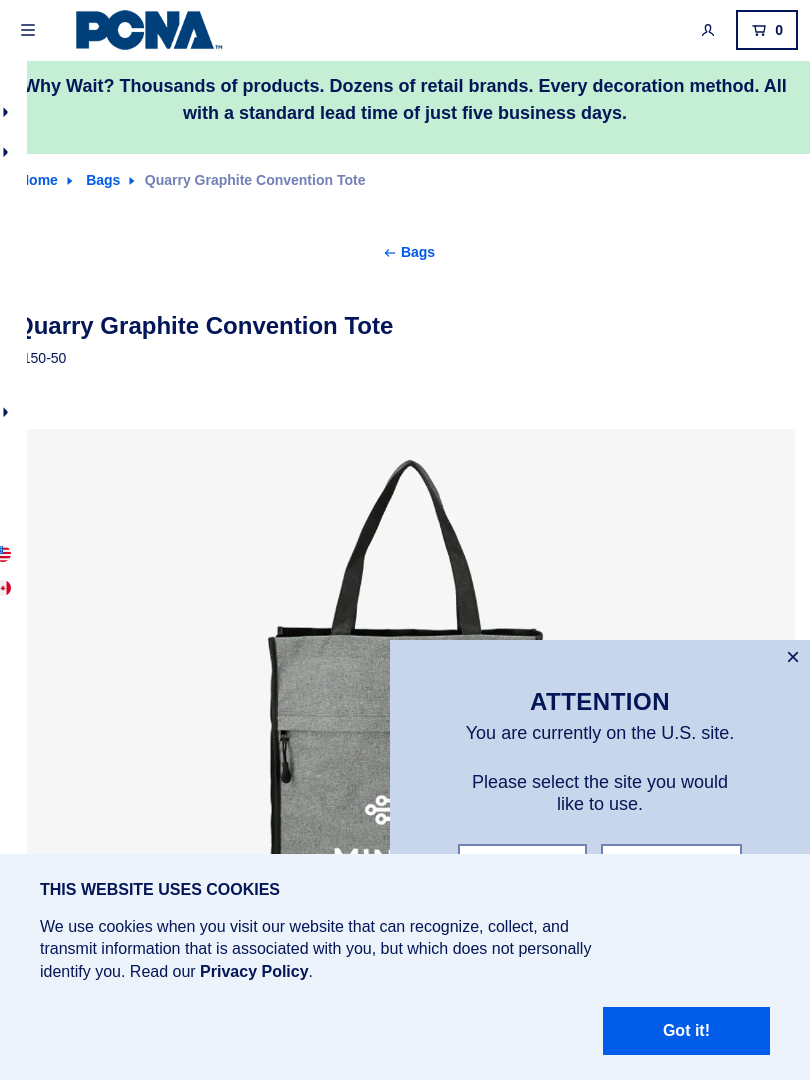 PCNA™
0
Why Wait? Thousands of products. Dozens of retail brands. Every decoration method. All
with a standard lead time of just five business days.
Bags
Quarry Graphite Convention Tote
← Bags
Quarry Graphite Convention Tote
150-50
ATTENTION
You are currently on the U.S. site.
Please select the site you would
like to use.
THIS WEBSITE USES COOKIES
We use cookies when you visit our website that can recognize, collect, and
transmit information that is associated with you, but which does not personally
identify you. Read our Privacy Policy.
Got it!